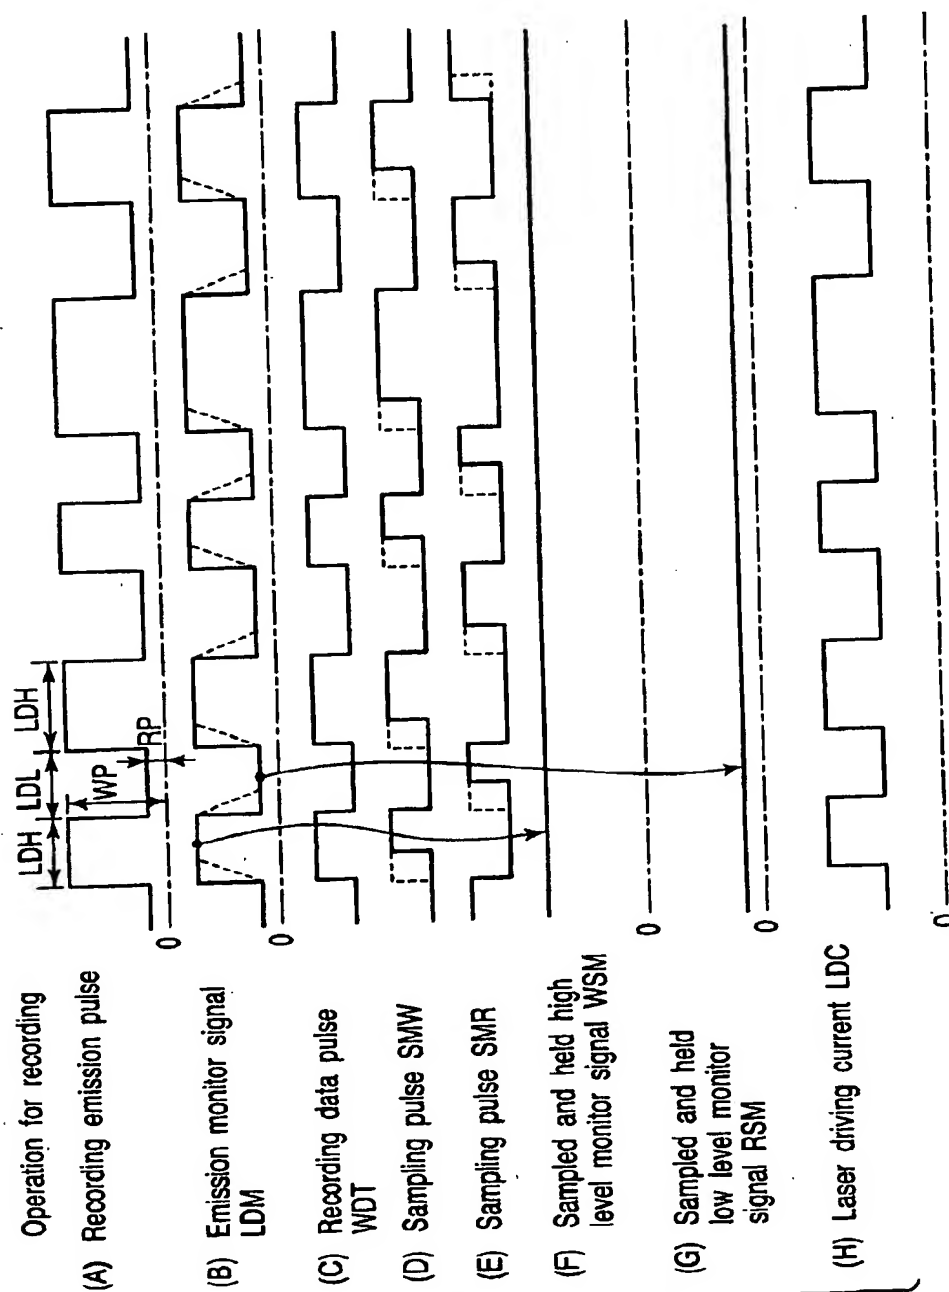 Operation for recording
(A) Recording emission pulse
(B) Emission monitor signal
LDM
(C) Recording data pulse
WDT
(D) Sampling pulse SMW
(E) Sampling pulse SMR
(F) Sampled and held high
level monitor signal WSM
(G) Sampled and held
low level monitor
signal RSM
(H) Laser driving current LDC
LDH
LDL
LDH
WP
RP
0
0
0
0
0